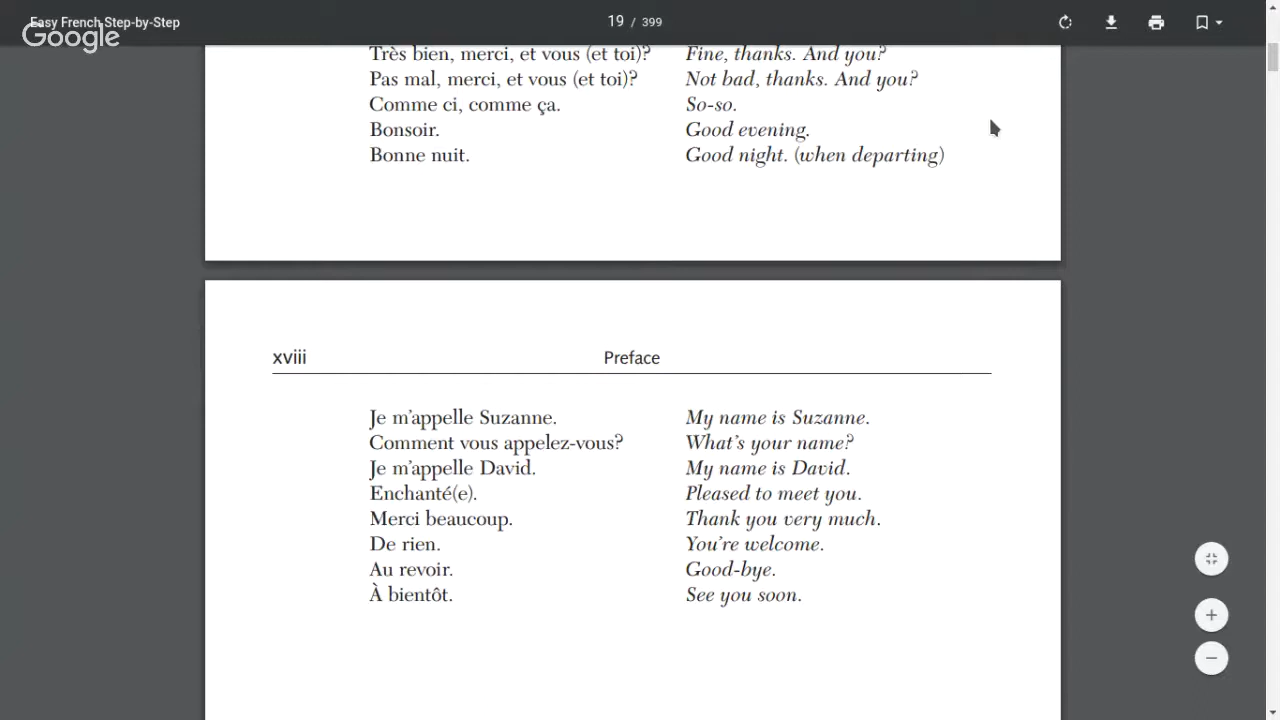 Easy French Step-by-Step 19 / 399
Google
Très bien, merci, et vous (et toi)? Fine, thanks. And you?
Pas mal, merci, et vous (et toi)? Not bad, thanks. And you?
Comme ci, comme ça. So-so.
Bonsoir. Good evening.
Bonne nuit. Good night. (when departing)
xviii Preface
Je m'appelle Suzanne. My name is Suzanne.
Comment vous appelez-vous? What's your name?
Je m'appelle David. My name is David.
Enchanté(e). Pleased to meet you.
Merci beaucoup. Thank you very much.
De rien. You're welcome.
Au revoir. Good-bye.
À bientôt. See you soon.